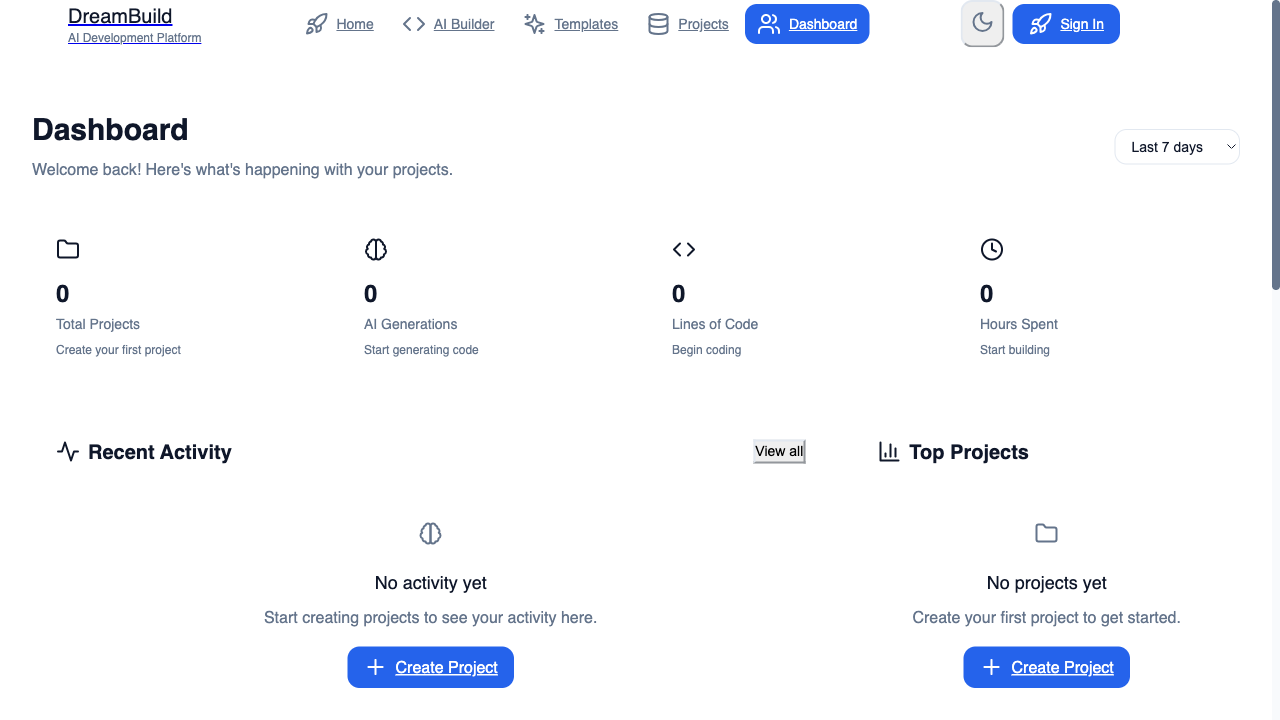 DreamBuild
AI Development Platform
Home
AI Builder
Templates
Projects
Dashboard
Sign In
Dashboard
Welcome back! Here's what's happening with your projects.
Last 7 days
0
Total Projects
Create your first project
0
AI Generations
Start generating code
0
Lines of Code
Begin coding
0
Hours Spent
Start building
Recent Activity
View all
No activity yet
Start creating projects to see your activity here.
Create Project
Top Projects
No projects yet
Create your first project to get started.
Create Project